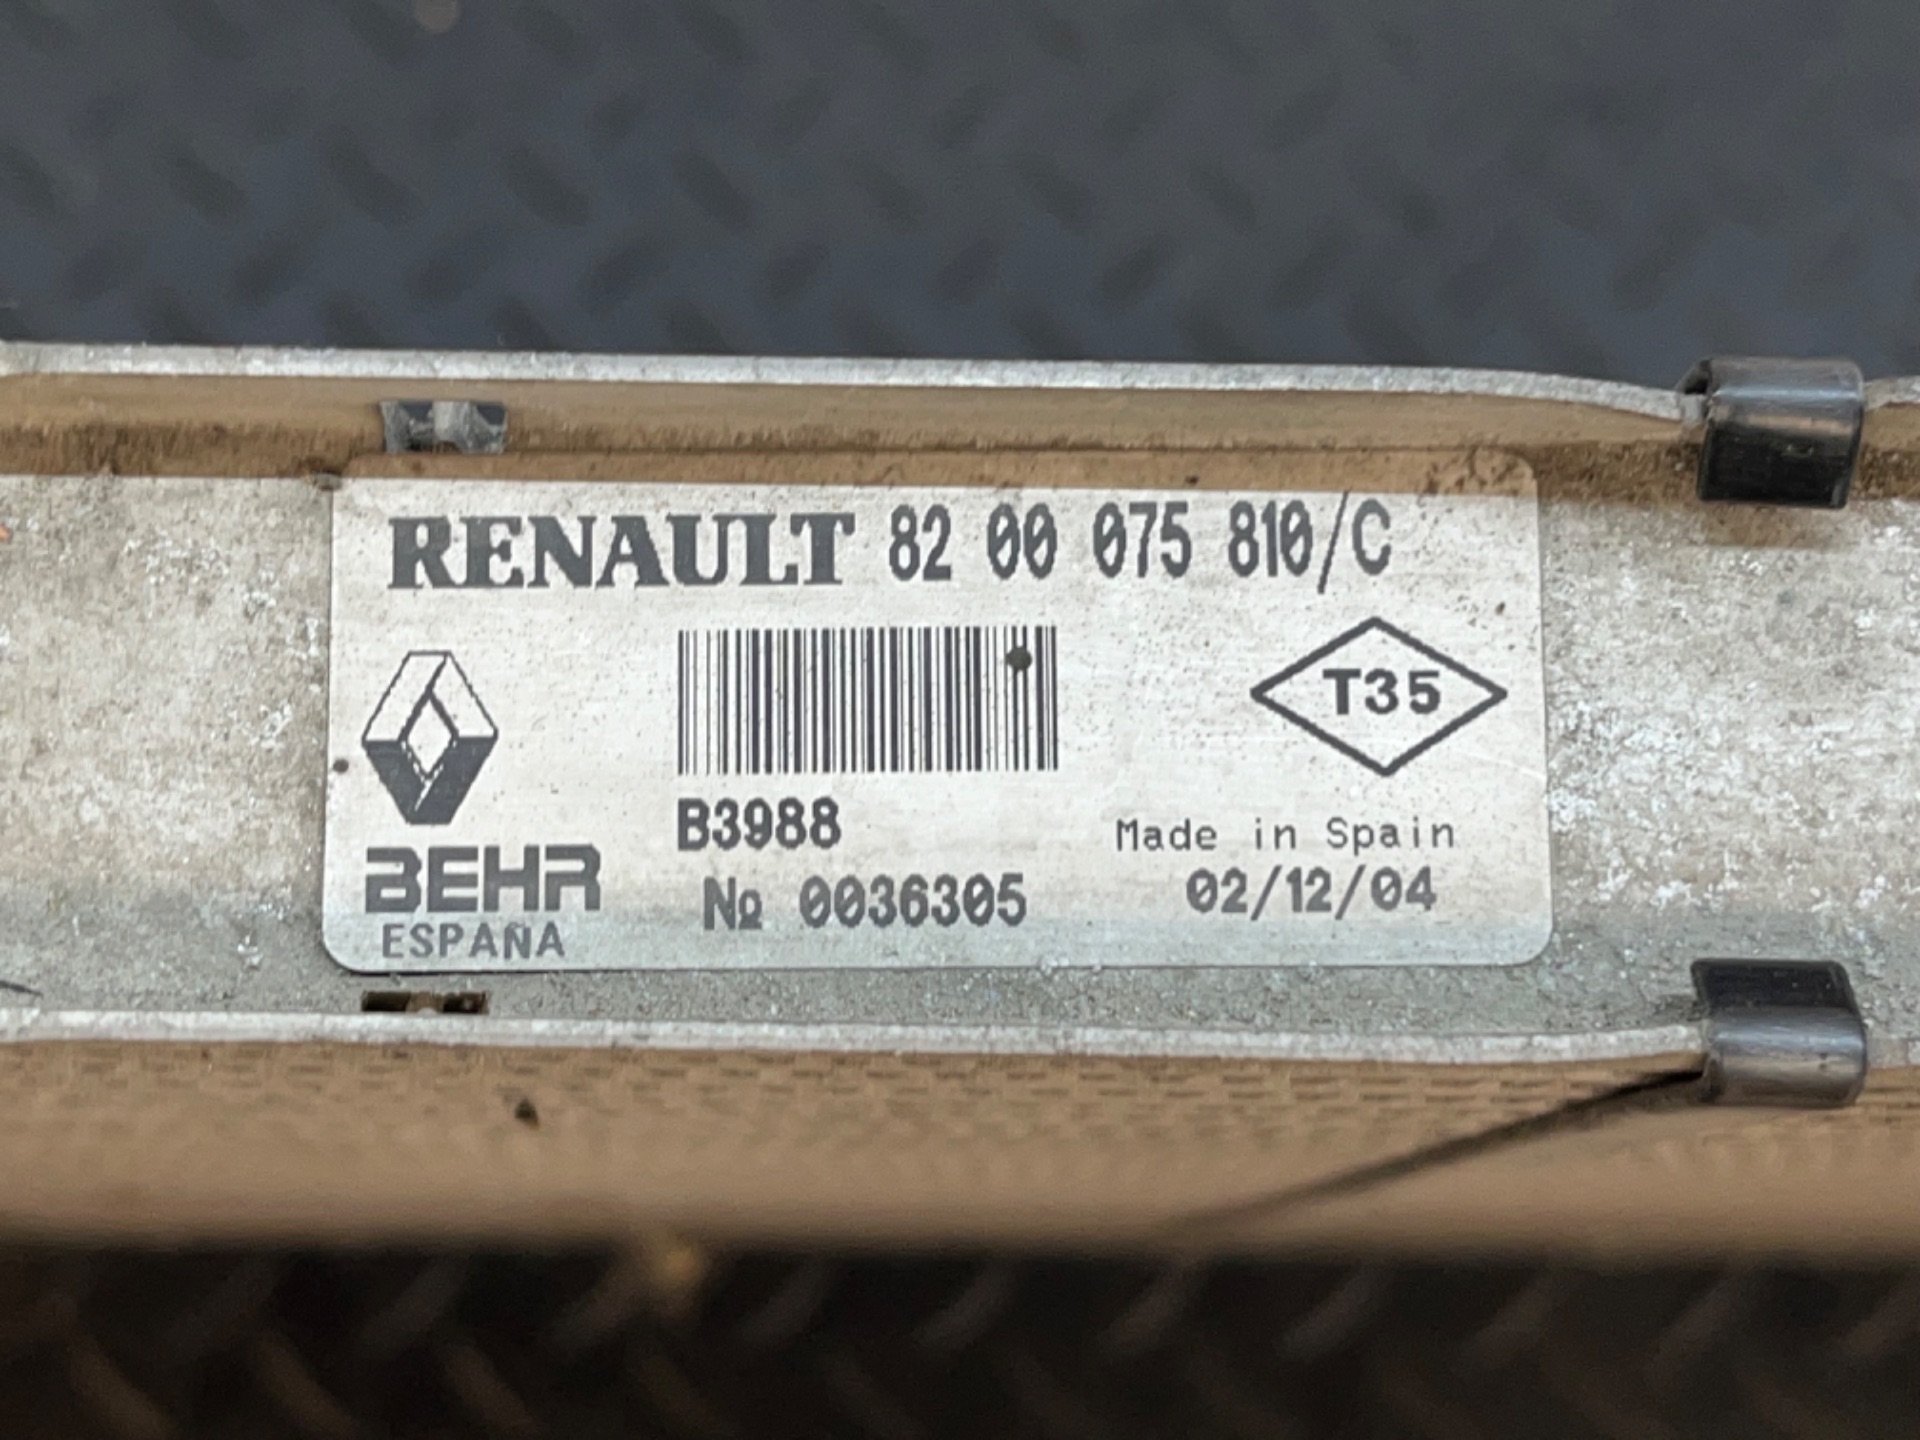 RENAULT 82 00 075 810/C
T35
B3988
Made in Spain
BEHR
ESPAÑA
№ 0036305
02/12/04